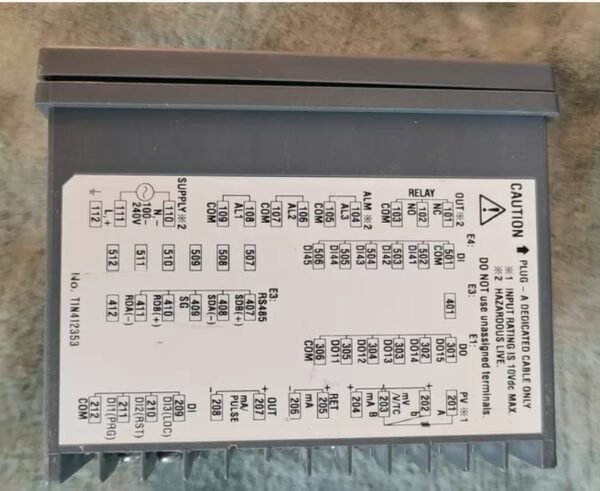 CAUTION
PLUG – A DEDICATED CABLE ONLY
※1 INPUT RATING IS 10Vdc MAX.
※2 HAZARDOUS LIVE.
DO NOT use unassigned terminals.
OUT※2
RELAY
101 NC
102 NO
103 COM
ALM※2
104 AL3
105
106 AL2
107 COM
108 AL1
109 COM
SUPPLY※2
110 N,–
100–
240V
111 L,+
112
E4:
DI
501 COM
502 DI41
503 DI42
504 DI43
505 DI44
506 DI45
507
508
509
510
511
512
E3:
401
E3:
RS485
407 SDB(+)
408 SDA(–)
409 SG
410 RDB(+)
411 RDA(–)
412
E1:
DO
301 DO15
302 DO14
303 DO13
304 DO12
305 DO11
306 COM
PV※1
201 A
202 + b
mV
/V/TC
203 – B
204 mA
RET
205 + mA
206 –
OUT
207 + mA/
PULSE
208 –
DI
209 DI3(LOC)
210 DI2(RST)
211 DI1(PRG)
212 COM
No. T1N412353